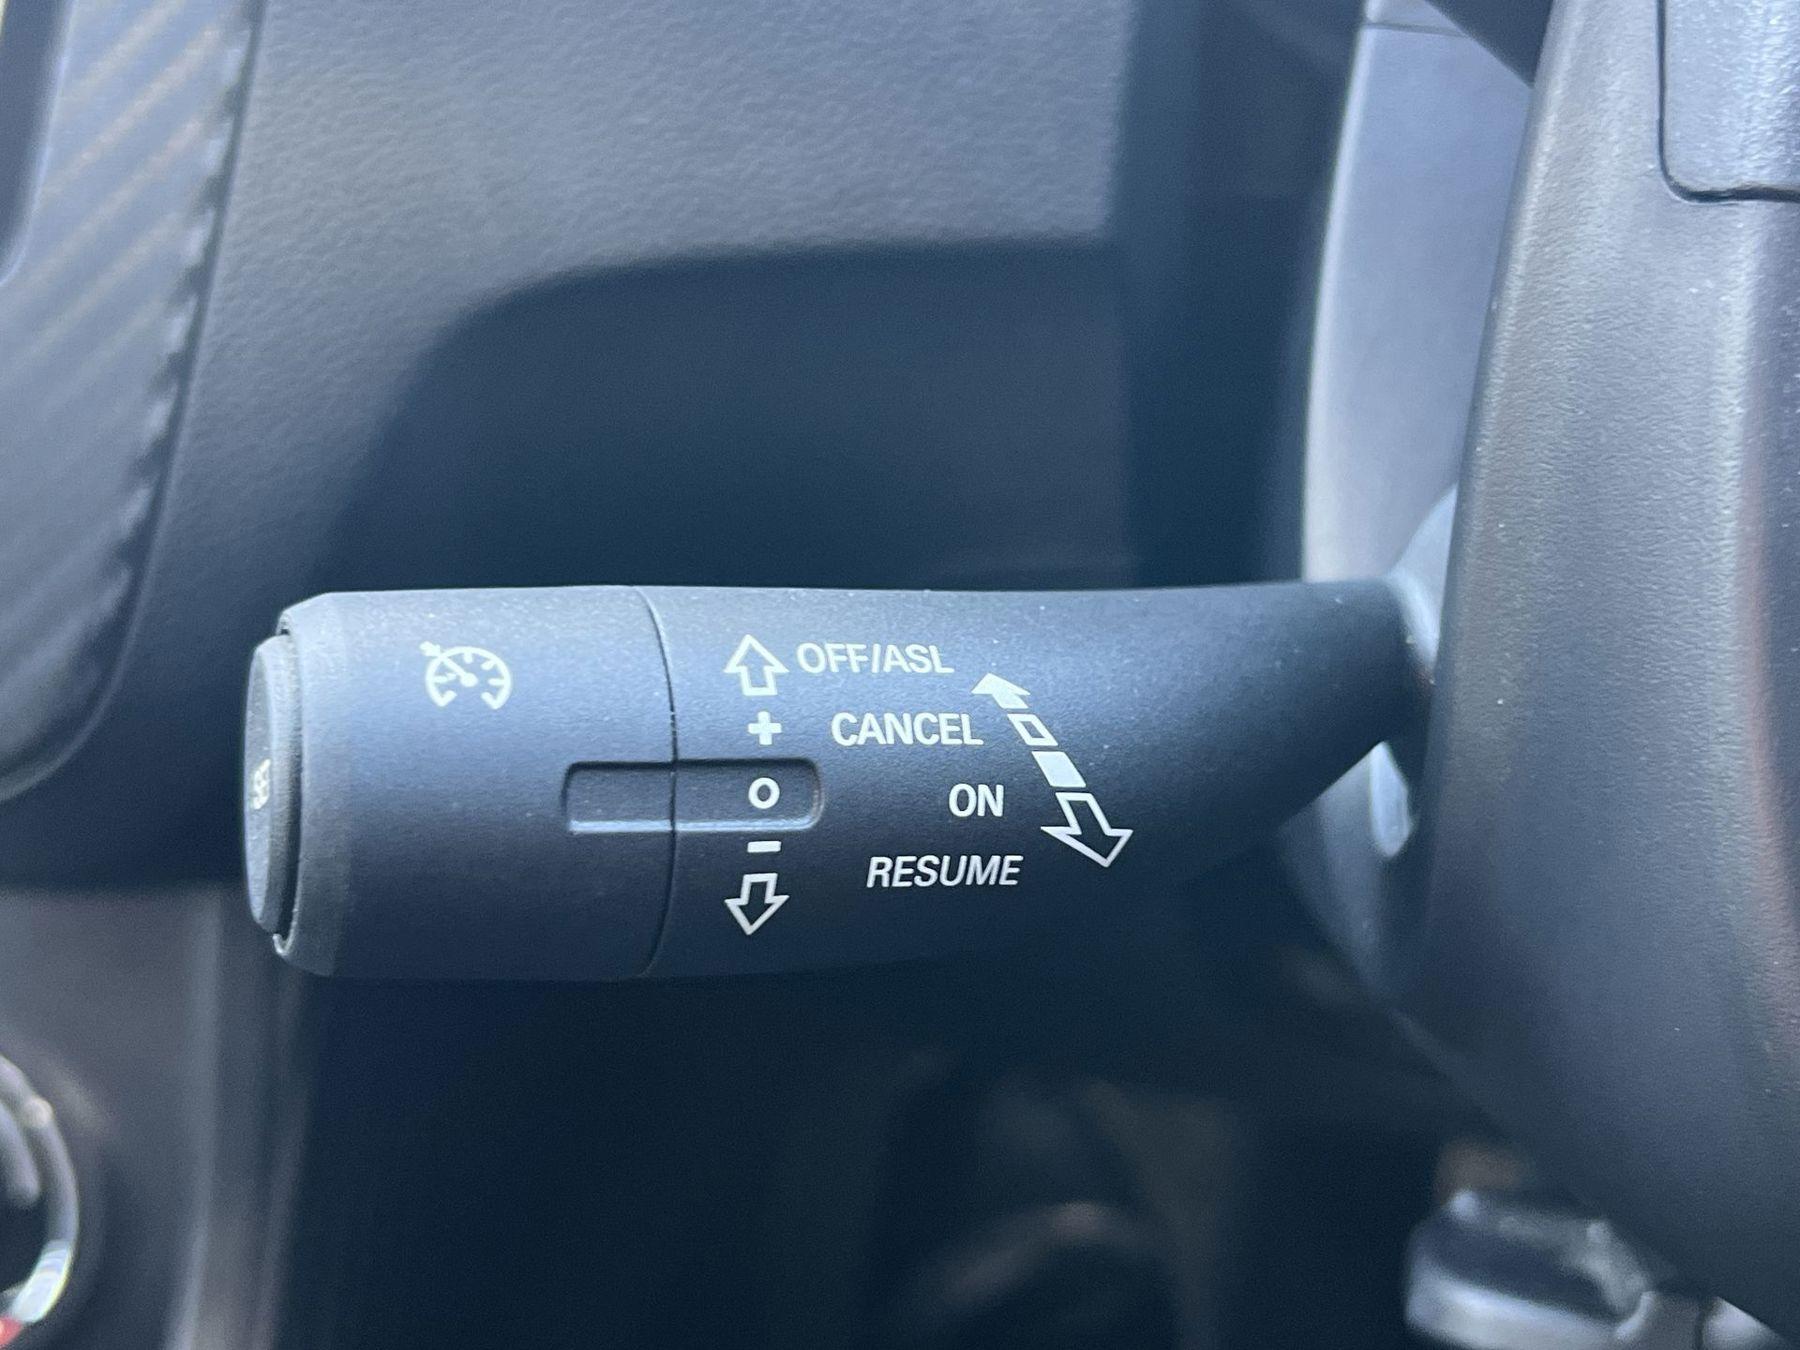 OFF/ASL
+ CANCEL
O ON
– RESUME